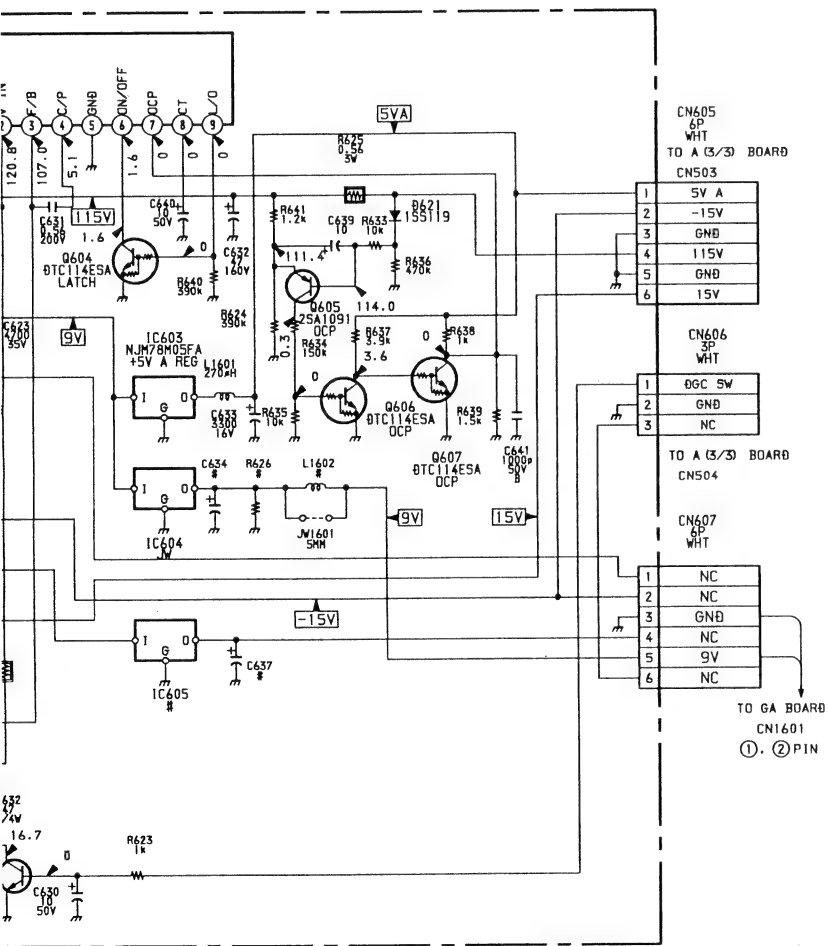 F/B
C/P
GND
ON/OFF
OCP
CT
L/O
3
4
5
6
7
8
9
120.8
107.0
5.1
1.6
0
0
0
5VA
R625
0.56
3W
CN605
6P
WHT
TO A (3/3) BOARD
CN503
1 5V A
2 -15V
3 GND
4 115V
5 GND
6 15V
C631
0.56
200V
115V
1.6
C640
10
50V
0
C632
47
160V
R641
1.2k
C639
10
R633
10k
D621
1SS119
111.4
R636
470k
Q604
DTC114ESA
LATCH
R640
390k
R624
390k
Q605
2SA1091
OCP
114.0
C623
4700
35V
9V
IC603
NJM78M05FA
+5V A REG
L1601
270µH
0.3
R634
150k
R637
3.9k
3.6
0
R638
1k
CN606
3P
WHT
1 DGC SW
2 GND
3 NC
I O
G
C633
3300
16V
R635
10k
0
Q606
DTC114ESA
OCP
R639
1.5k
C641
1000p
50V
B
Q607
DTC114ESA
OCP
TO A (3/3) BOARD
CN504
I O
G
IC604
JW
C634
#
R626
#
L1602
#
JW1601
5MM
9V
15V
CN607
6P
WHT
1 NC
2 NC
3 GND
4 NC
5 9V
6 NC
-15V
I O
G
IC605
#
C637
#
TO GA BOARD
CN1601
①, ② PIN
16.7
0
R623
1k
C630
10
50V